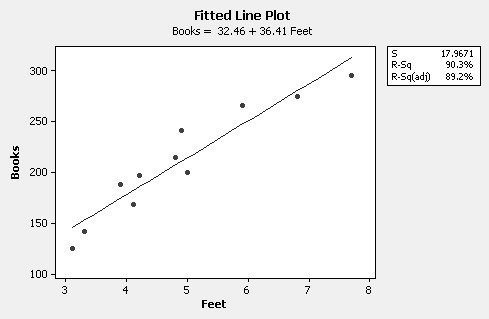 Fitted Line Plot
Books = 32.46 + 36.41 Feet
S 17.9671
R-Sq 90.3%
R-Sq(adj) 89.2%
300
250
200
150
100
Books
3 4 5 6 7 8
Feet